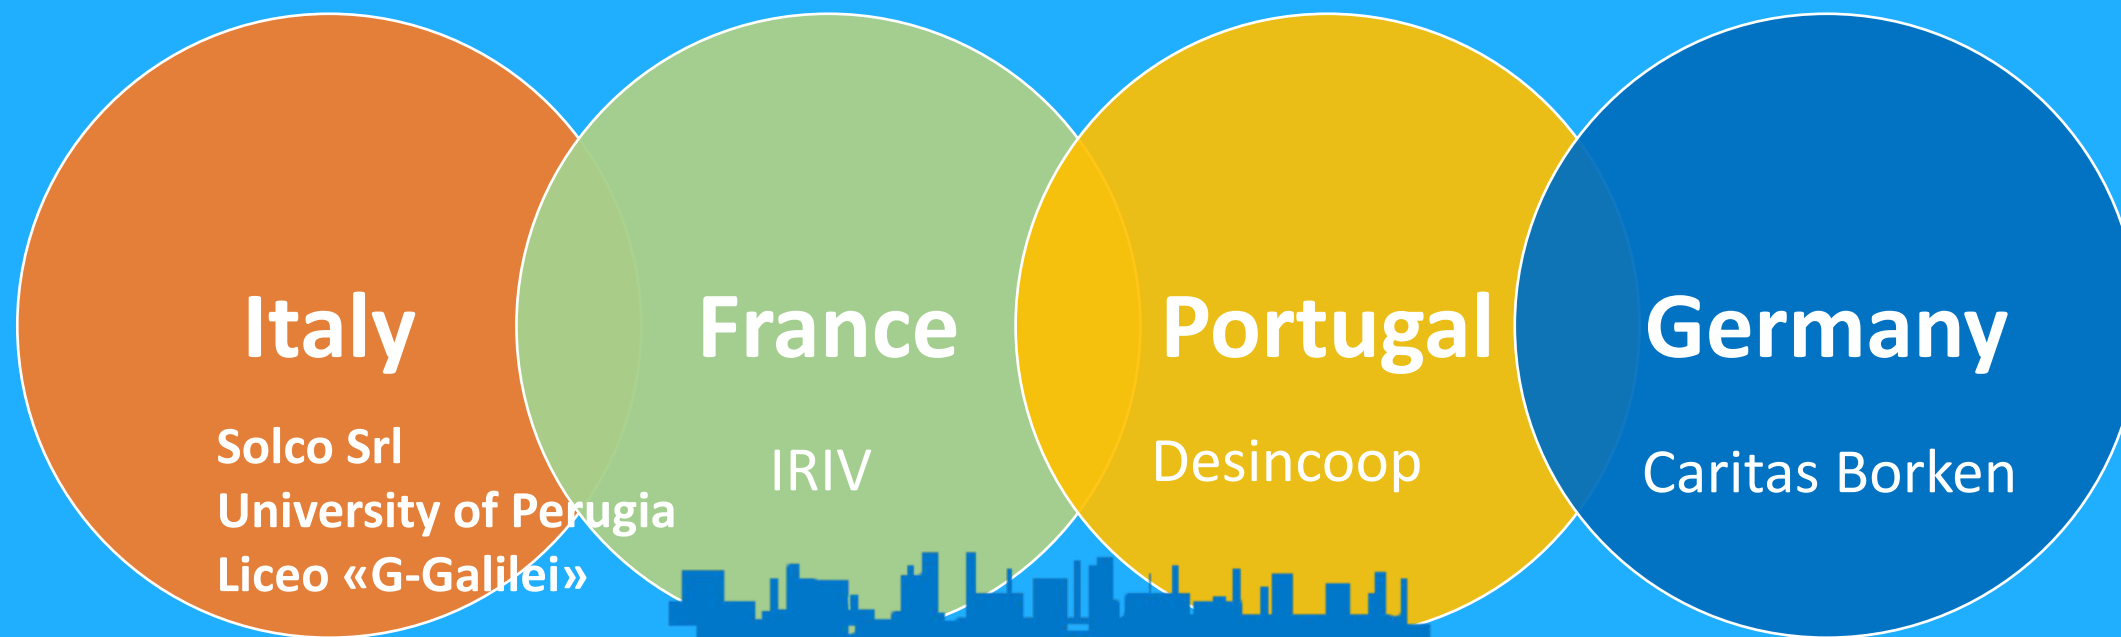 Italy
Solco Srl
University of Perugia
Liceo «G-Galilei»
France
IRIV
Portugal
Desincoop
Germany
Caritas Borken